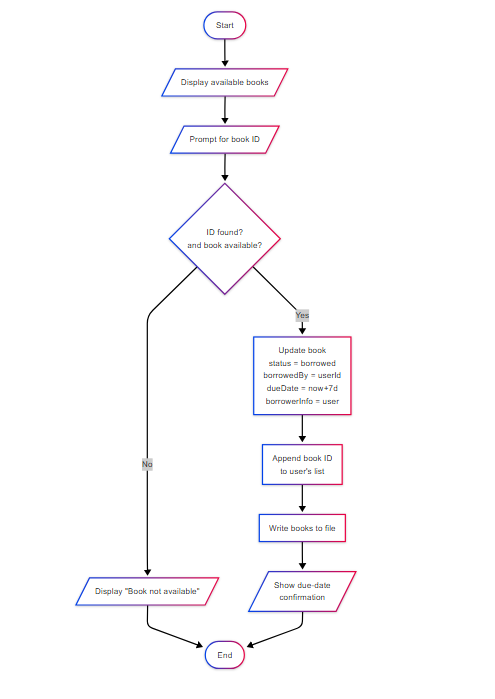 Start
Display available books
Prompt for book ID
ID found?
and book available?
Yes
Update book
status = borrowed
borrowedBy = userId
dueDate = now+7d
borrowerInfo = user
Append book ID
to user's list
No
Write books to file
Display "Book not available"
Show due-date
confirmation
End